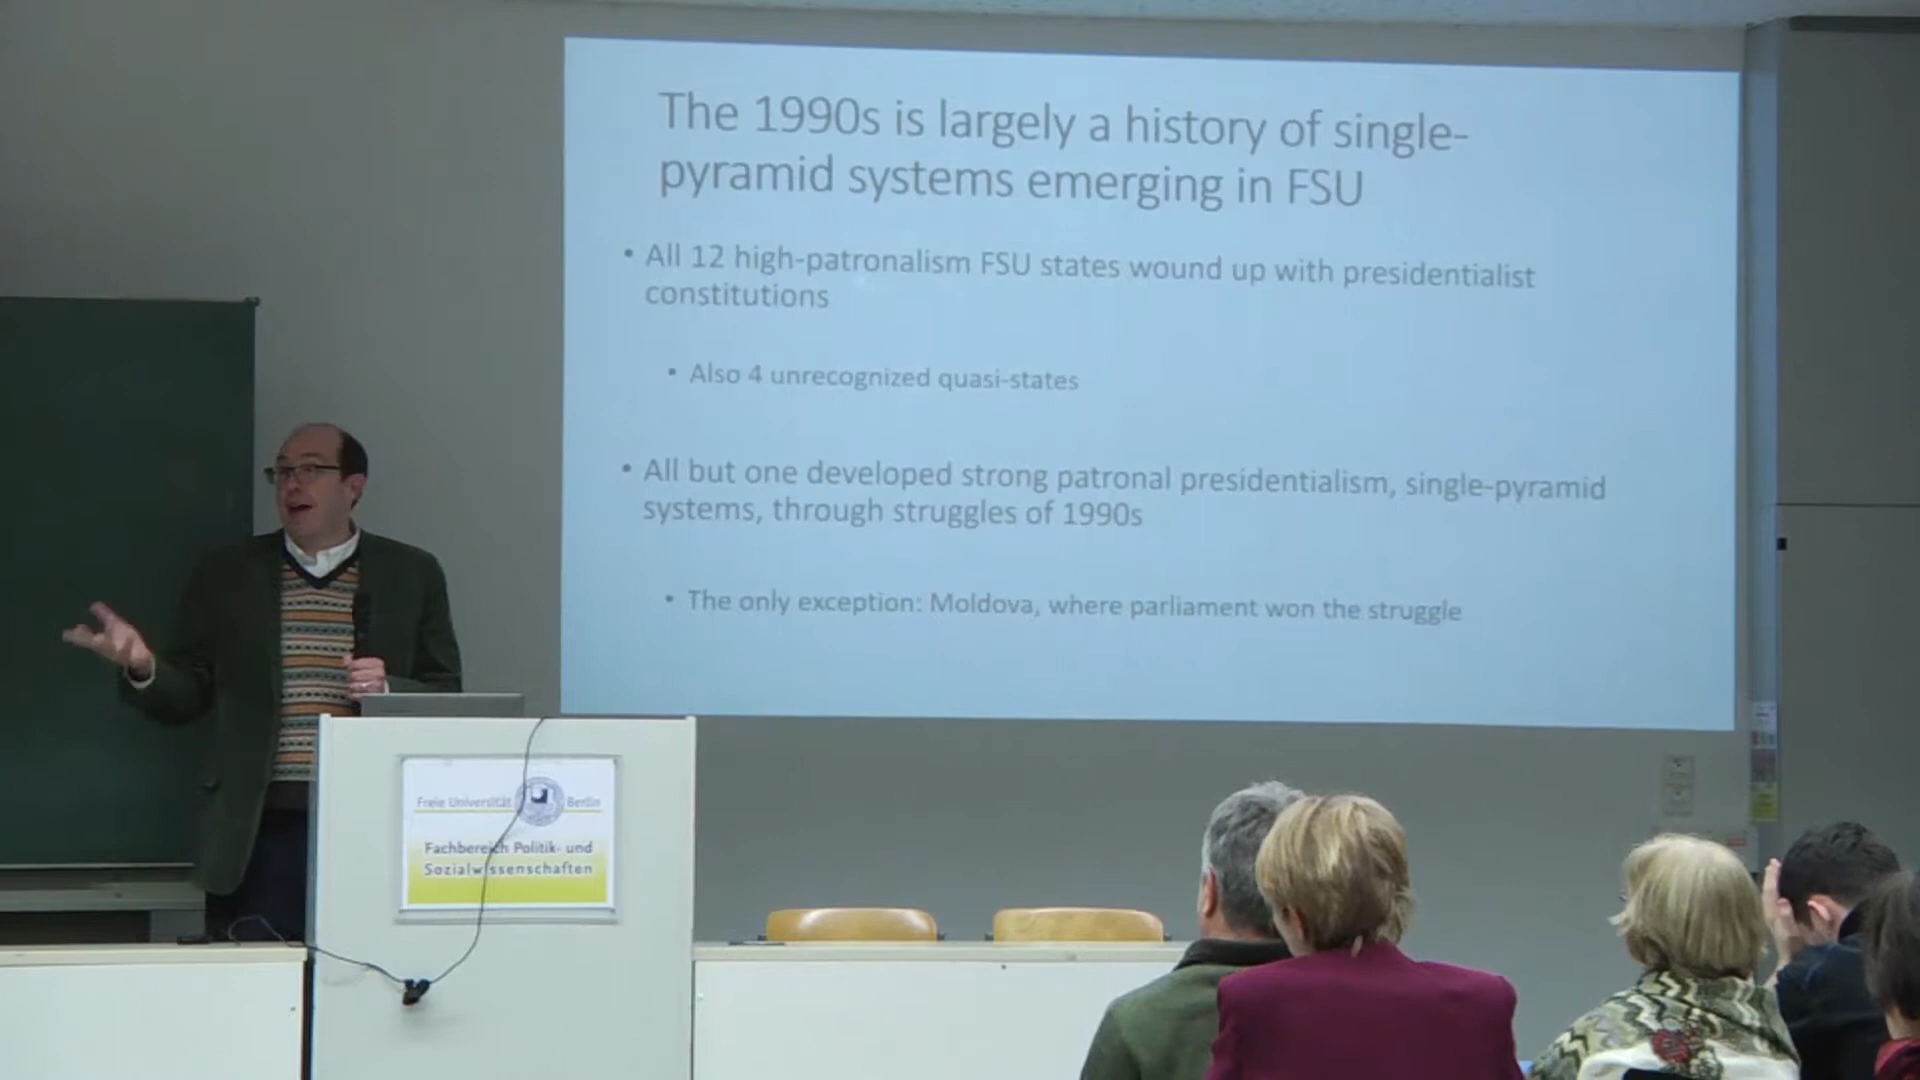 The 1990s is largely a history of single-
pyramid systems emerging in FSU
• All 12 high-patronalism FSU states wound up with presidentialist
constitutions
• Also 4 unrecognized quasi-states
• All but one developed strong patronal presidentialism, single-pyramid
systems, through struggles of 1990s
• The only exception: Moldova, where parliament won the struggle
Freie Universität Berlin
Fachbereich Politik- und
Sozialwissenschaften